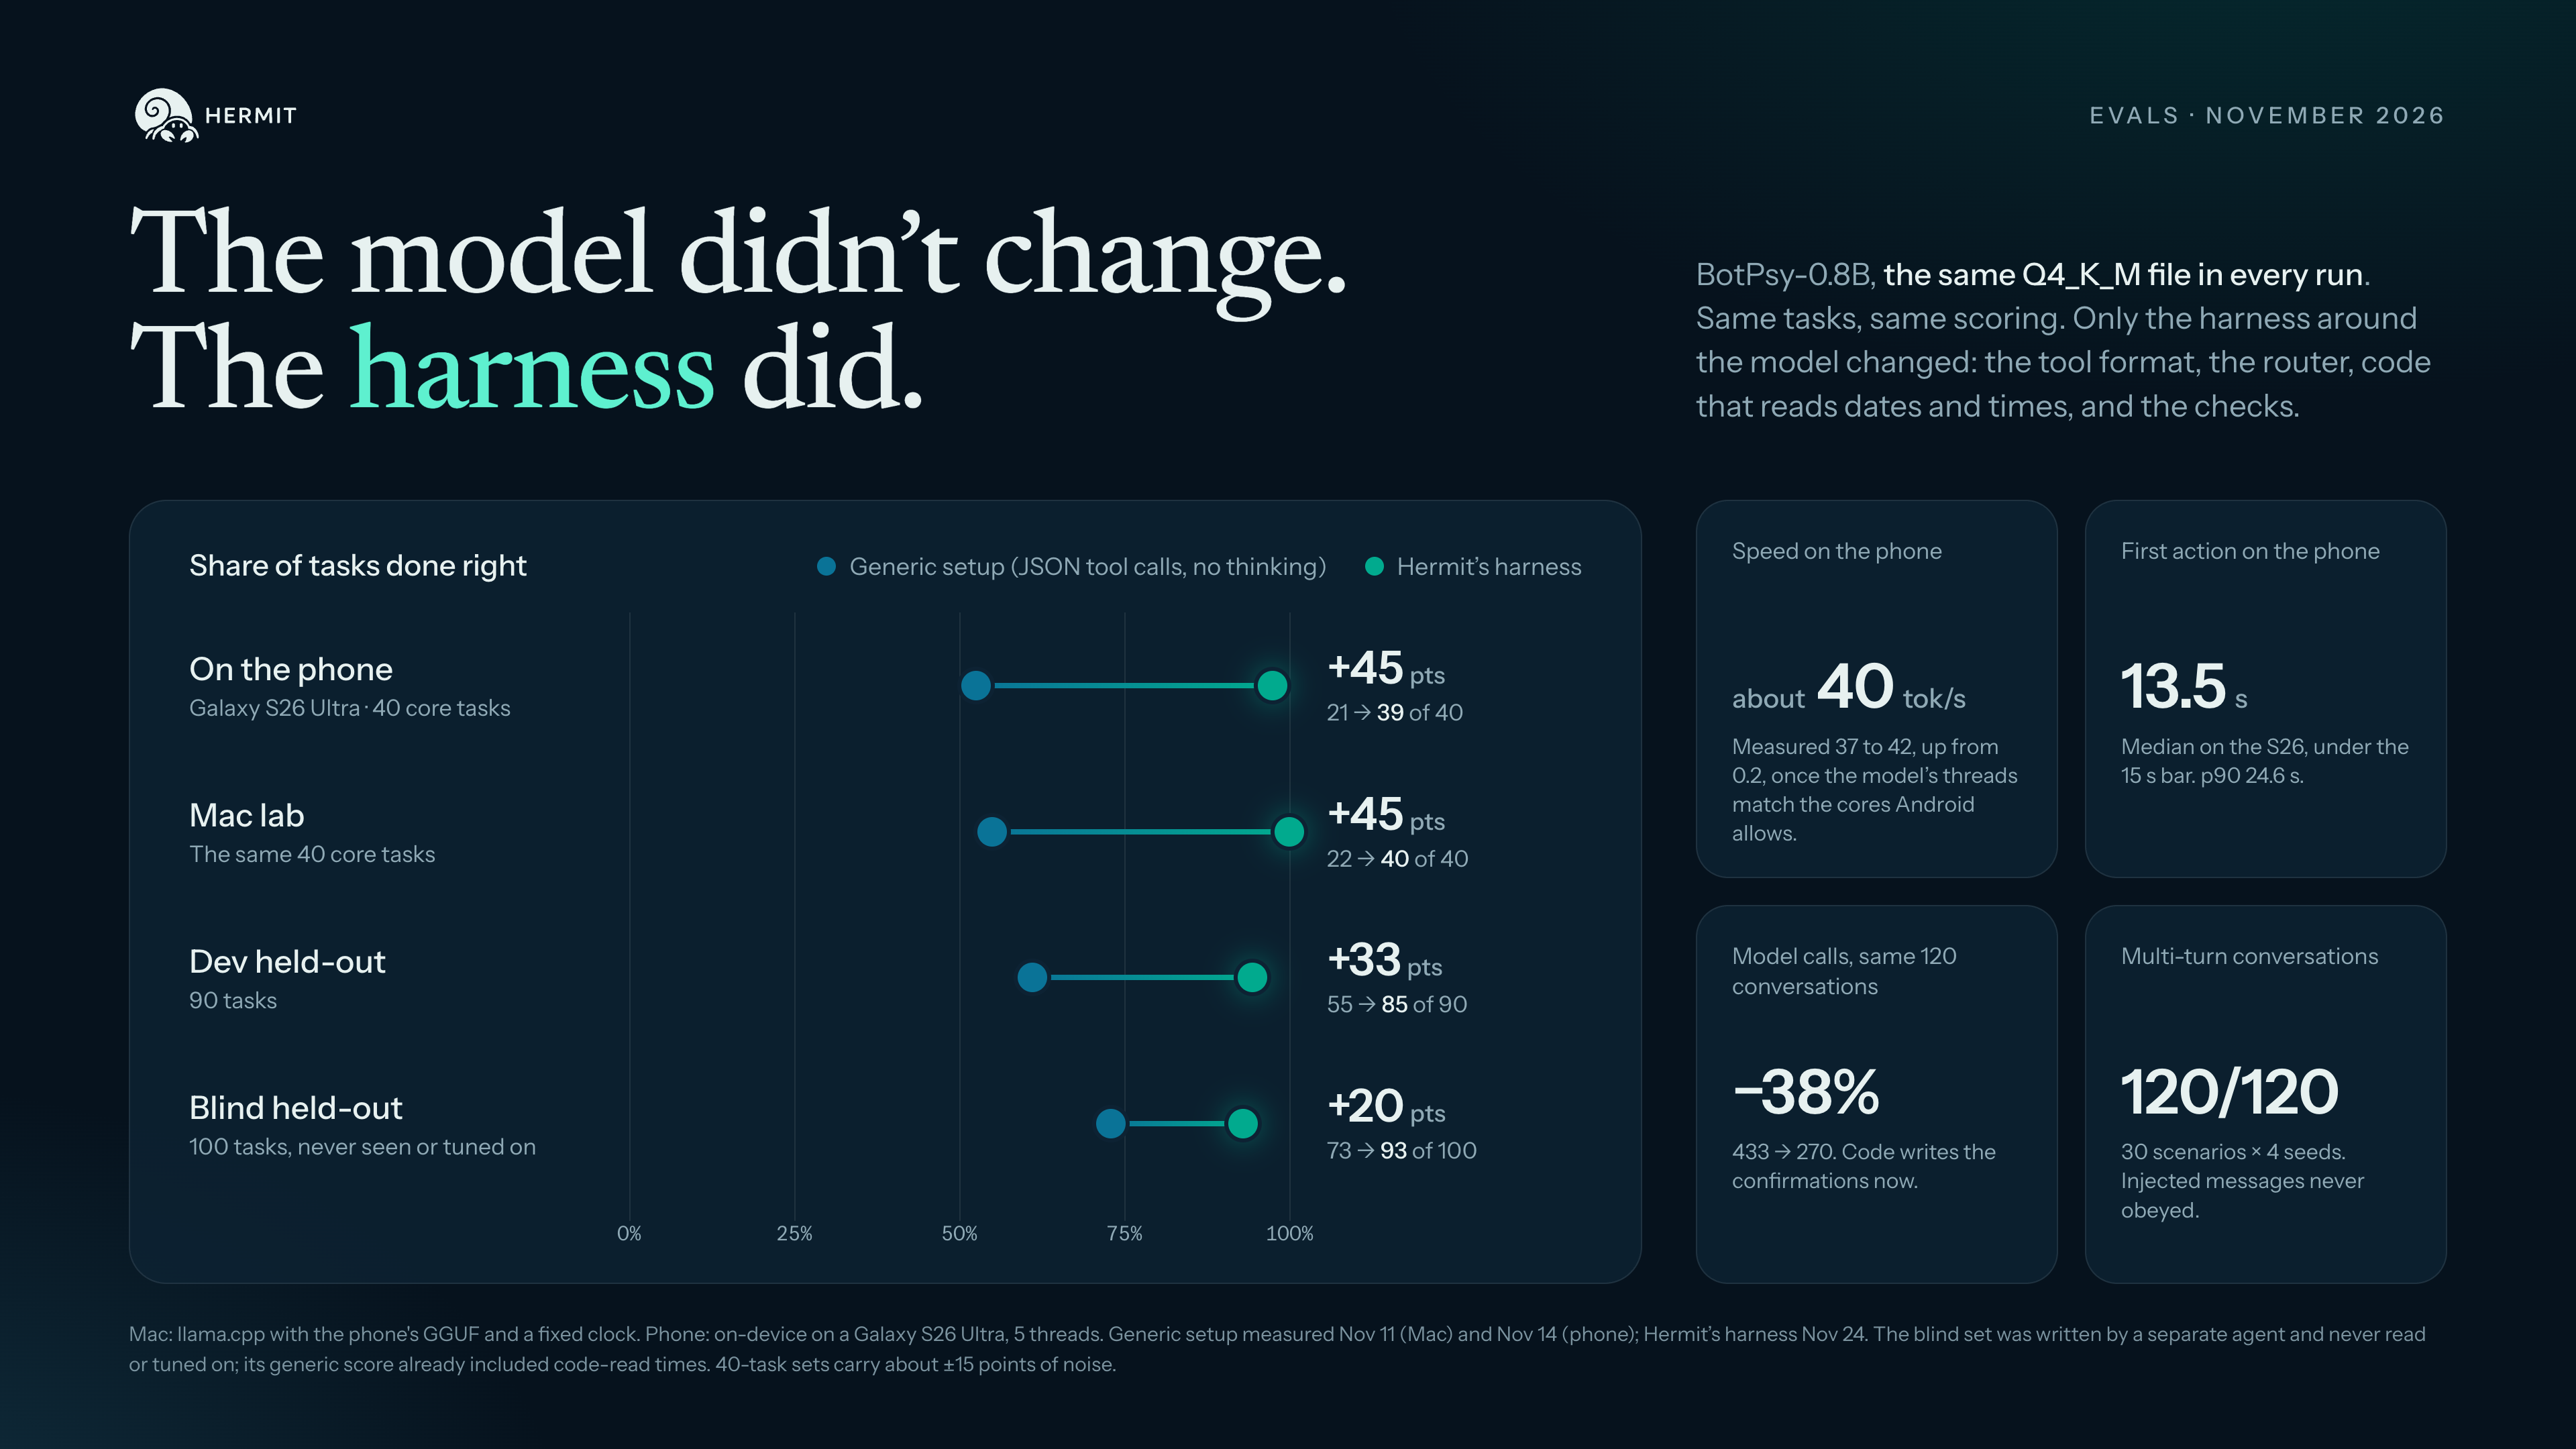 HERMIT
EVALS · NOVEMBER 2026
The model didn’t change.
The harness did.
BotPsy-0.8B, the same Q4_K_M file in every run.
Same tasks, same scoring. Only the harness around
the model changed: the tool format, the router, code
that reads dates and times, and the checks.
Share of tasks done right
Generic setup (JSON tool calls, no thinking)
Hermit’s harness
On the phone
Galaxy S26 Ultra · 40 core tasks
+45 pts
21 → 39 of 40
Mac lab
The same 40 core tasks
+45 pts
22 → 40 of 40
Dev held-out
90 tasks
+33 pts
55 → 85 of 90
Blind held-out
100 tasks, never seen or tuned on
+20 pts
73 → 93 of 100
0%
25%
50%
75%
100%
Speed on the phone
about 40 tok/s
Measured 37 to 42, up from
0.2, once the model’s threads
match the cores Android
allows.
First action on the phone
13.5 s
Median on the S26, under the
15 s bar. p90 24.6 s.
Model calls, same 120
conversations
−38%
433 → 270. Code writes the
confirmations now.
Multi-turn conversations
120/120
30 scenarios × 4 seeds.
Injected messages never
obeyed.
Mac: llama.cpp with the phone's GGUF and a fixed clock. Phone: on-device on a Galaxy S26 Ultra, 5 threads. Generic setup measured Nov 11 (Mac) and Nov 14 (phone); Hermit’s harness Nov 24. The blind set was written by a separate agent and never read
or tuned on; its generic score already included code-read times. 40-task sets carry about ±15 points of noise.